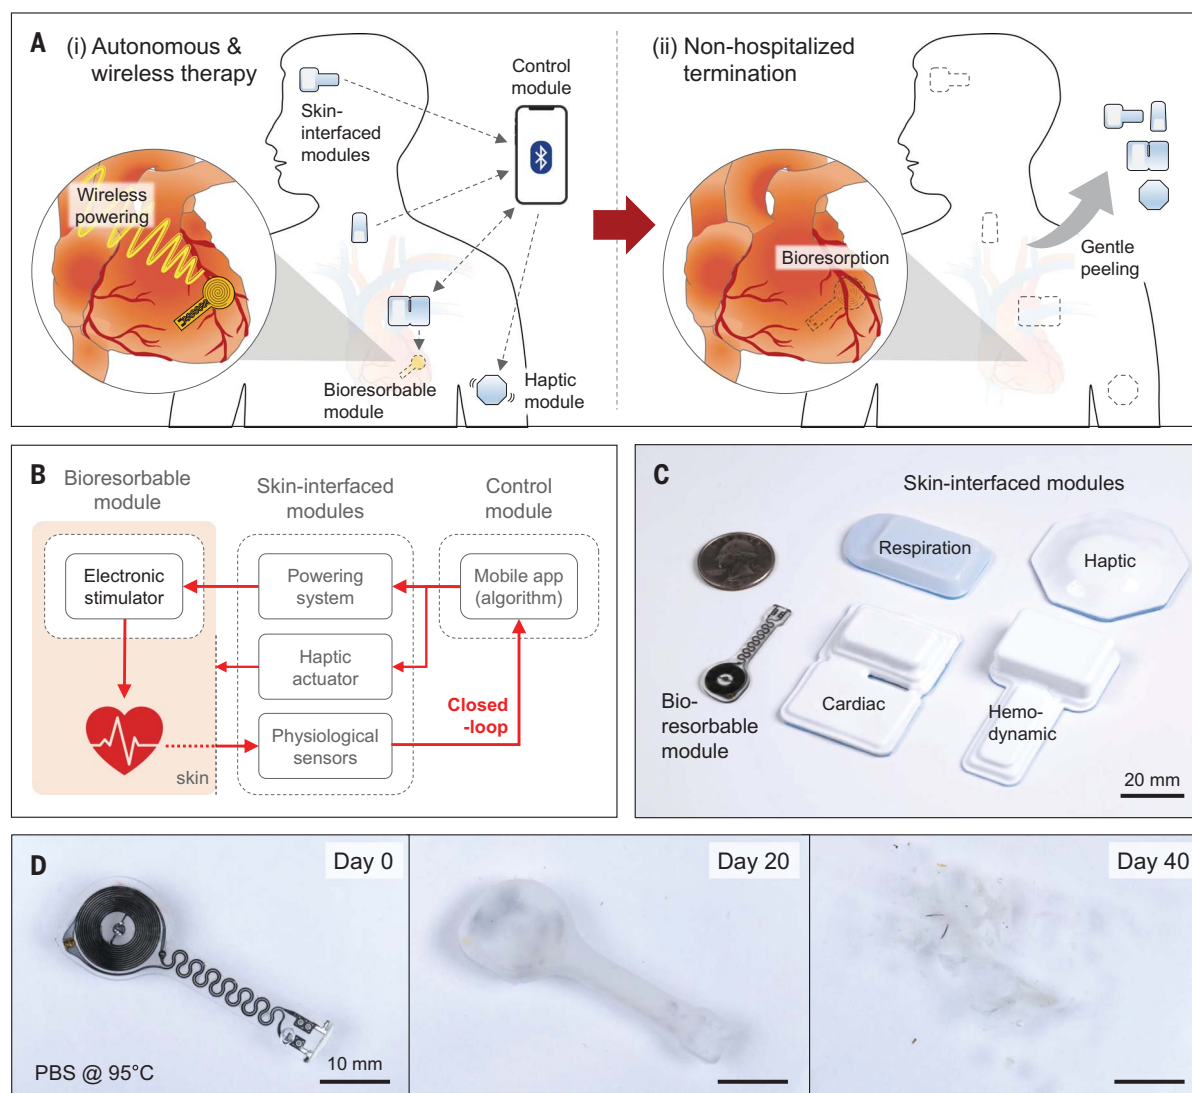 A
(i) Autonomous &
wireless therapy
Skin-
interfaced
modules
Control
module
Wireless
powering
Bioresorbable
module
Haptic
module
(ii) Non-hospitalized
termination
Bioresorption
Gentle
peeling
B
Bioresorbable
module
Skin-interfaced
modules
Control
module
Electronic
stimulator
Powering
system
Mobile app
(algorithm)
Haptic
actuator
Closed
-loop
Physiological
sensors
skin
C
Skin-interfaced modules
Respiration
Haptic
Bio-
resorbable
module
Cardiac
Hemo-
dynamic
20 mm
D
Day 0
PBS @ 95°C
10 mm
Day 20
Day 40